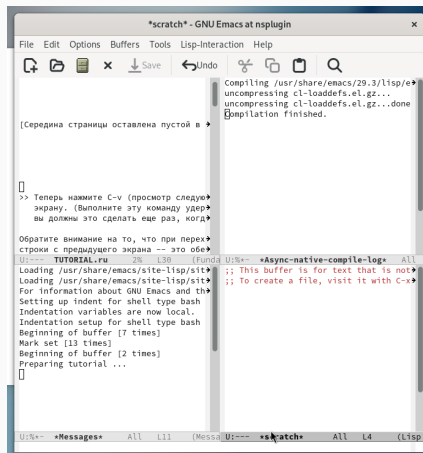 *scratch* - GNU Emacs at nsplugin
×
File Edit Options Buffers Tools Lisp-Interaction Help
Save Undo
[Середина страницы оставлена пустой в
>> Теперь нажмите C-v (просмотр следую
экрану. (Выполните эту команду удер
вы должны это сделать еще раз, когд
Обратите внимание на то, что при перех
строки с предыдущего экрана -- это обе
U:--- TUTORIAL.ru 0% L30 (Funda
Compiling /usr/share/emacs/29.3/lisp/e
uncompressing cl-loaddefs.el.gz...
uncompressing cl-loaddefs.el.gz...done
Compilation finished.
U:%*- *Async-native-compile-log* All
Loading /usr/share/emacs/site-lisp/sit
Loading /usr/share/emacs/site-lisp/sit
For information about GNU Emacs and th
Setting up indent for shell type bash
Indentation variables are now local.
Indentation setup for shell type bash
Beginning of buffer [7 times]
Mark set [13 times]
Beginning of buffer [2 times]
Preparing tutorial ...
U:%*- *Messages* All L11 (Messa
;; This buffer is for text that is not
;; To create a file, visit it with C-x
U:--- *scratch* All L4 (Lisp